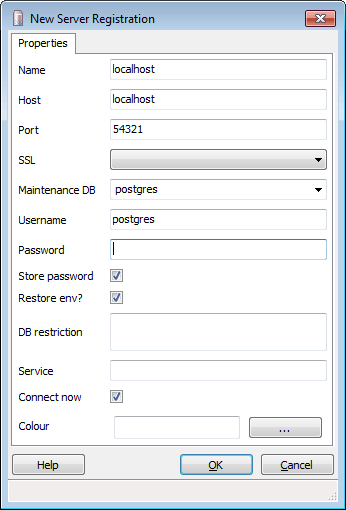 New Server Registration
Properties
Name localhost
Host localhost
Port 54321
SSL
Maintenance DB postgres
Username postgres
Password
Store password
Restore env?
DB restriction
Service
Connect now
Colour ...
Help OK Cancel